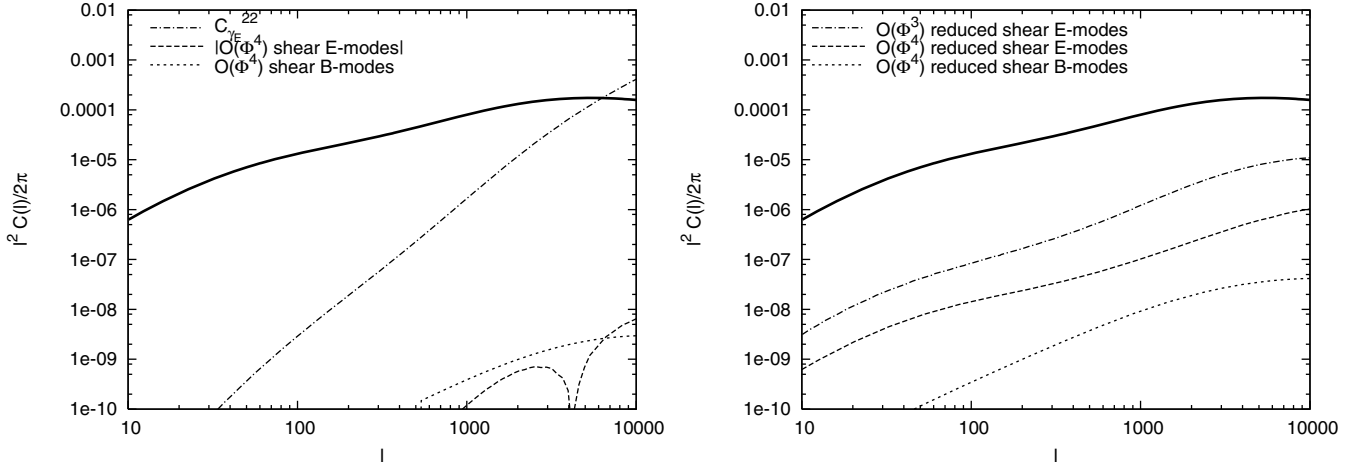 0.01
0.001
0.0001
1e-05
1e-06
1e-07
1e-08
1e-09
1e-10
l² C(l)/2π
C_{γ_E}^{22}
|O(Φ⁴) shear E-modes|
O(Φ⁴) shear B-modes
10
100
1000
10000
l
0.01
0.001
0.0001
1e-05
1e-06
1e-07
1e-08
1e-09
1e-10
l² C(l)/2π
O(Φ³) reduced shear E-modes
O(Φ⁴) reduced shear E-modes
O(Φ⁴) reduced shear B-modes
10
100
1000
10000
l